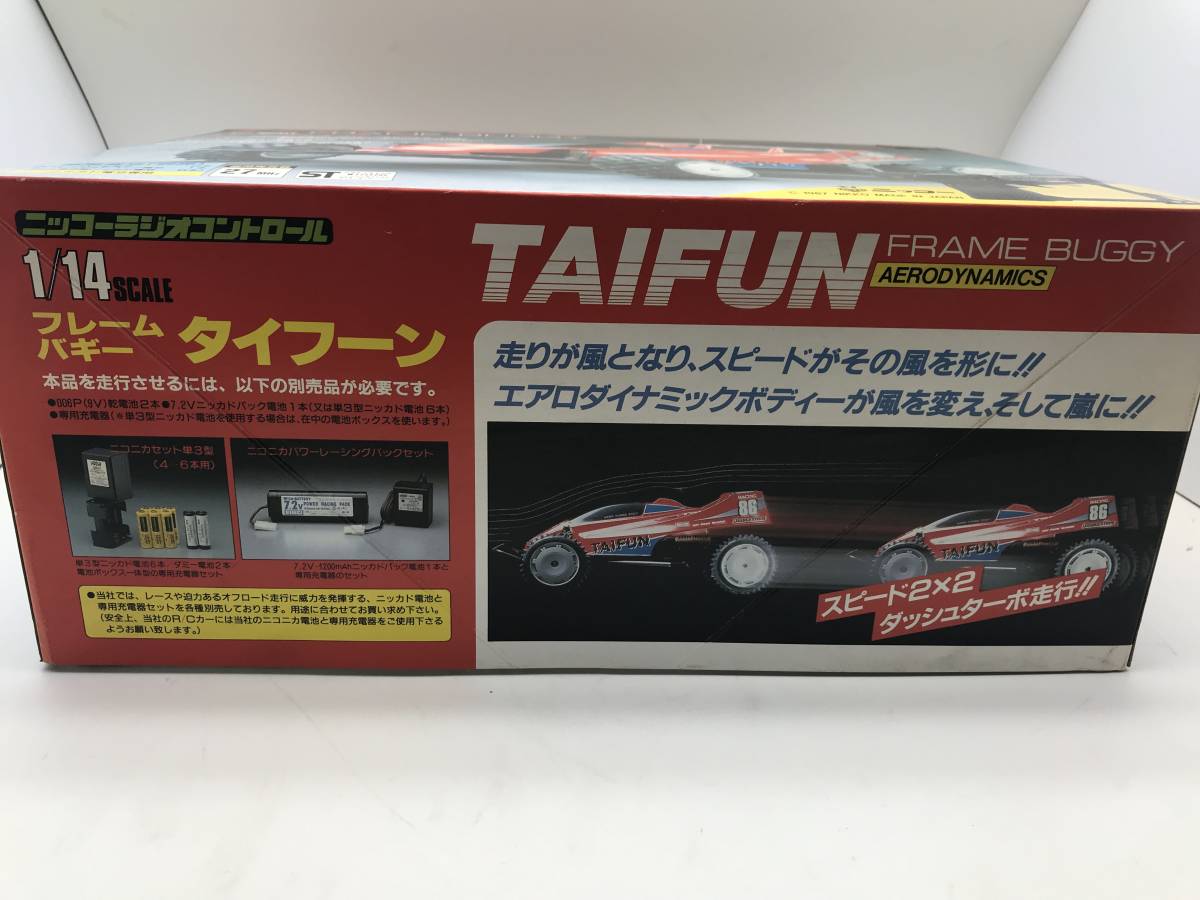 27 MHz
ST
© 1987 NIKKO MADE IN JAPAN
ニッコーラジオコントロール
1/14 SCALE
フレーム
バギー
タイフーン
本品を走行させるには、以下の別売品が必要です。
●006P(9V)乾電池2本●7.2Vニッカドパック電池1本(又は単3型ニッカド電池6本)
●専用充電器(※単3型ニッカド電池を使用する場合は、在中の電池ボックスを使います。)
ニコニカセット単3型
(4 6本用)
ニコニカパワーレーシングパックセット
7.2V
POWER RACING PACK
単3型ニッカド電池6本、ダミー電池2本
電池ボックス一体型の専用充電器セット
7.2V-1200mAhニッカドパック電池1本と
専用充電器のセット
●当社では、レースや迫力あるオフロード走行に威力を発揮する、ニッカド電池と
専用充電器セットを各種別売しております。用途に合わせてお買い求め下さい。
(安全上、当社のR/Cカーには当社のニコニカ電池と専用充電器をご使用下さる
ようお願い致します。)
TAIFUN
FRAME BUGGY
AERODYNAMICS
走りが風となり、スピードがその風を形に!!
エアロダイナミックボディーが風を変え、そして嵐に!!
RACING
86
TAIFUN
RACING
86
TAIFUN
スピード2×2
ダッシュターボ走行!!